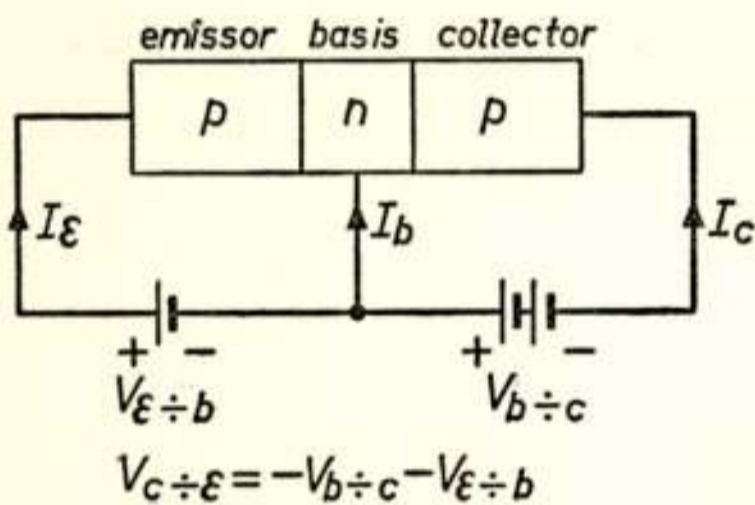 emissor basis collector
p n p
Iε Ib Ic
+ - + -
Vε÷b Vb÷c
Vc÷ε = -Vb÷c - Vε÷b